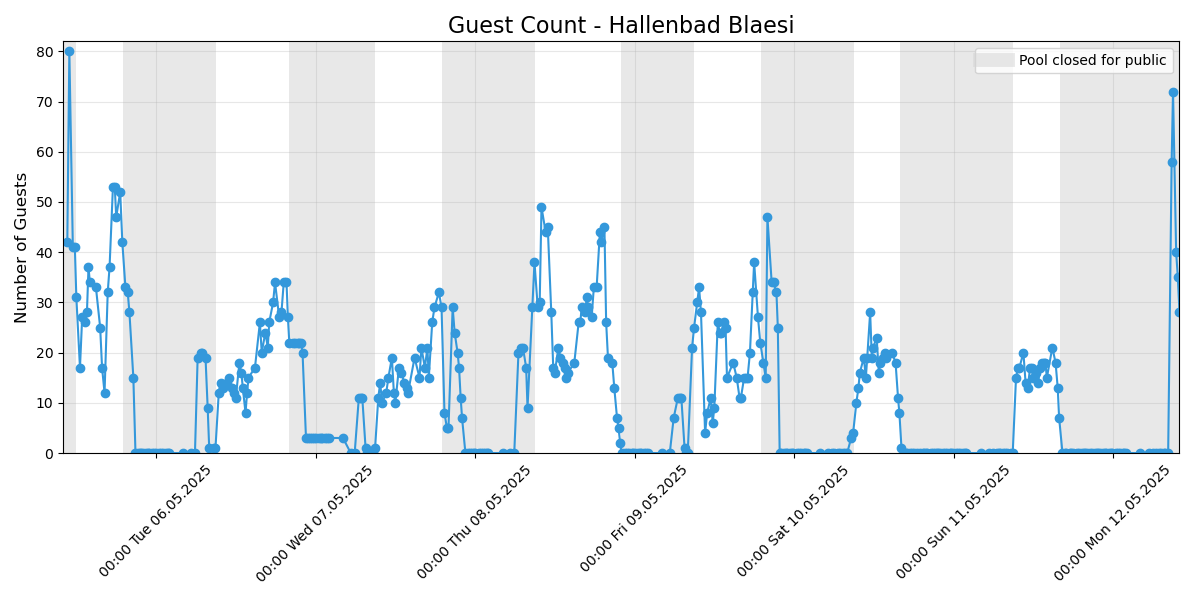 Guest Count - Hallenbad Blaesi
Pool closed for public
Number of Guests
80
70
60
50
40
30
20
10
0
00:00 Tue 06.05.2025
00:00 Wed 07.05.2025
00:00 Thu 08.05.2025
00:00 Fri 09.05.2025
00:00 Sat 10.05.2025
00:00 Sun 11.05.2025
00:00 Mon 12.05.2025